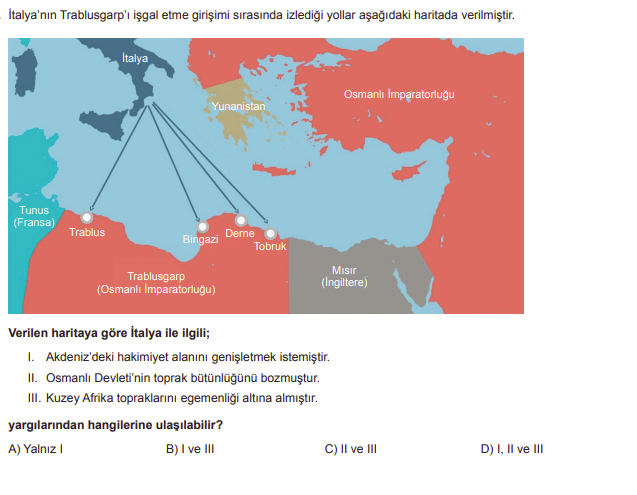 İtalya'nın Trablusgarp'ı işgal etme girişimi sırasında izlediği yollar aşağıdaki haritada verilmiştir.
İtalya
Yunanistan
Osmanlı İmparatorluğu
Tunus
(Fransa)
Trablus
Bingazi
Derne
Tobruk
Trablusgarp
(Osmanlı İmparatorluğu)
Mısır
(İngiltere)
Verilen haritaya göre İtalya ile ilgili;
I. Akdeniz'deki hakimiyet alanını genişletmek istemiştir.
II. Osmanlı Devleti'nin toprak bütünlüğünü bozmuştur.
III. Kuzey Afrika topraklarını egemenliği altına almıştır.
yargılarından hangilerine ulaşılabilir?
A) Yalnız I B) I ve III C) II ve III D) I, II ve III